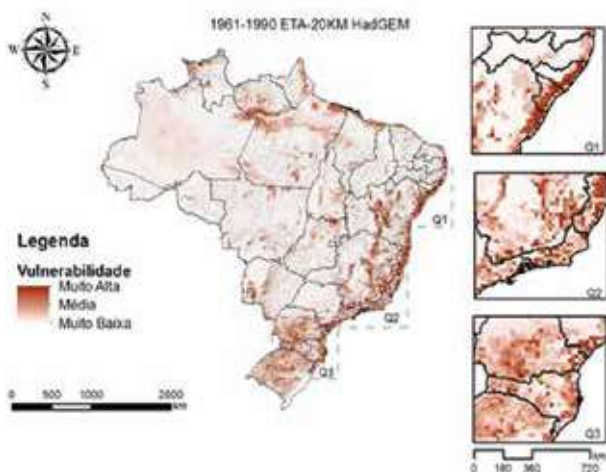 1961-1990 ETA-20KM HadGEM
N
W E
S
Q1
Q2
Q3
Legenda
Vulnerabilidade
Muito Alta
Média
Muito Baixa
0 500 1000 2000
km
Q1
Q2
Q3
0 180 360 720
km